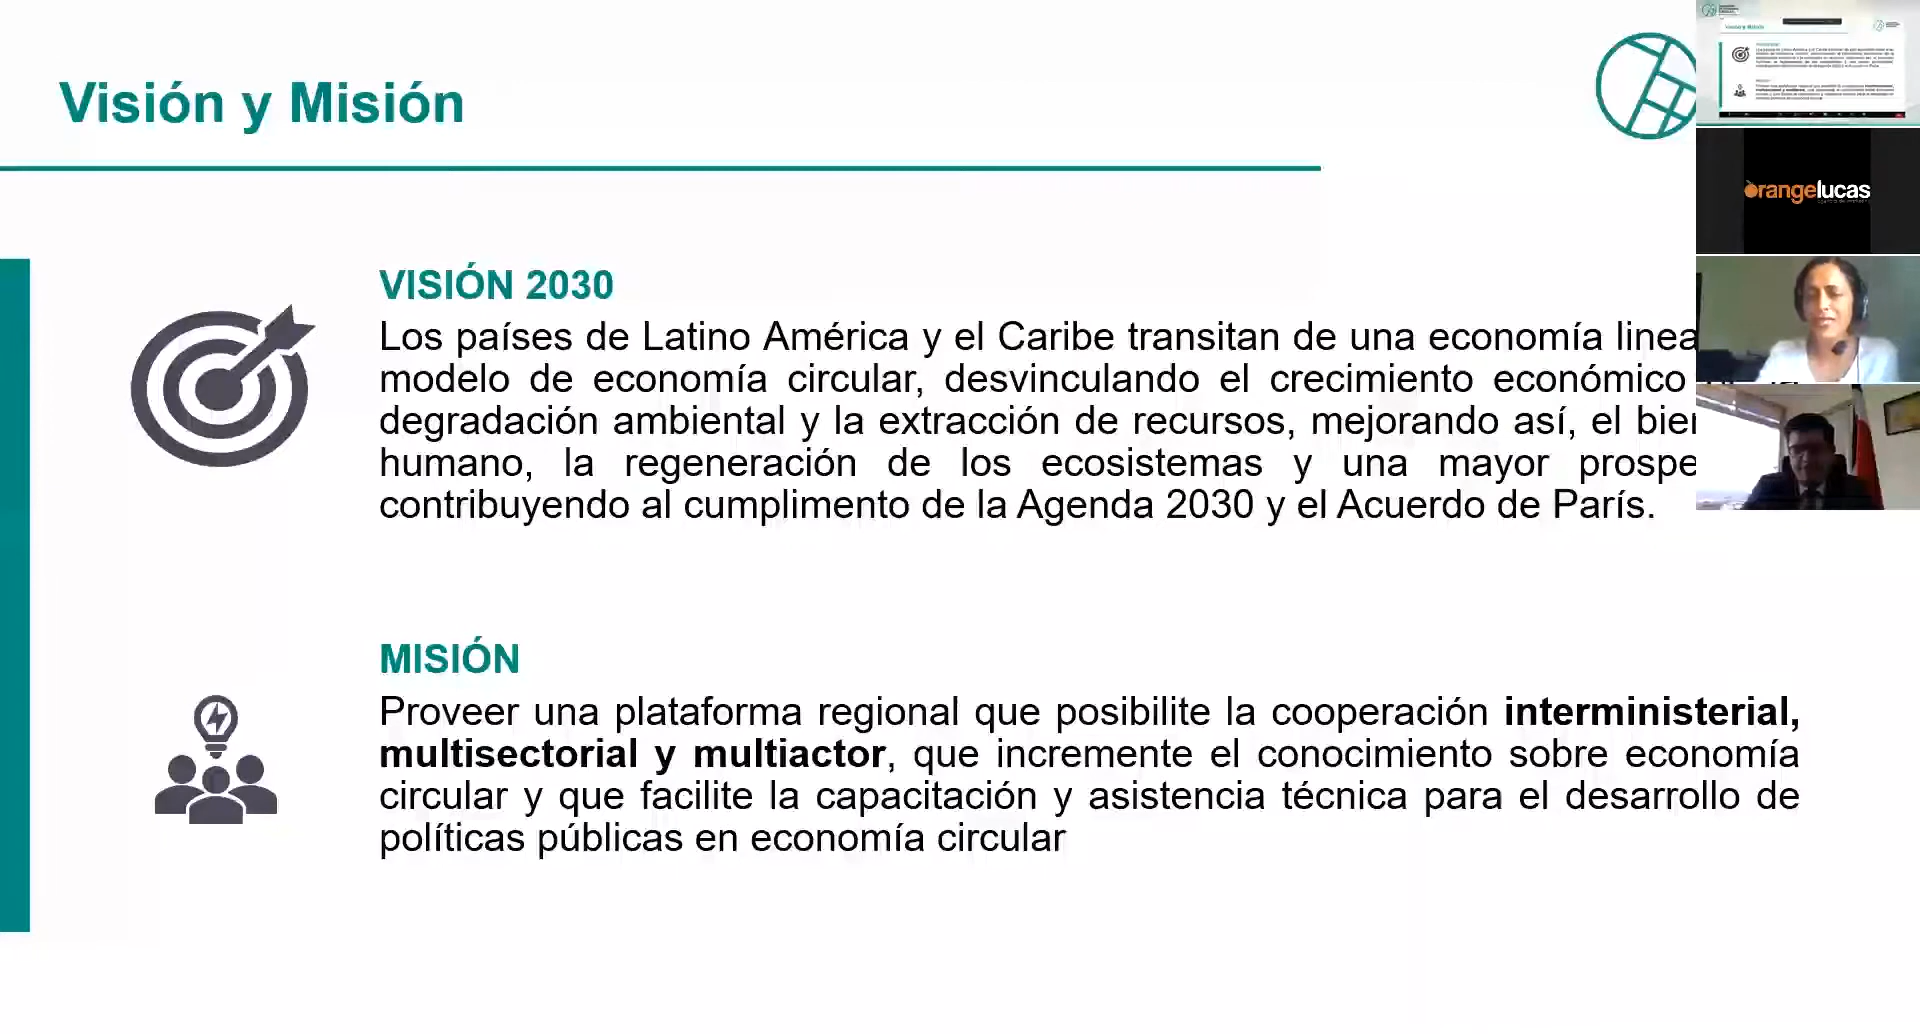 Visión y Misión
VISIÓN 2030
Los países de Latino América y el Caribe transitan de una economía
modelo de economía circular, desvinculando el crecimiento económico
degradación ambiental y la extracción de recursos, mejorando así, el
humano, la regeneración de los ecosistemas y una mayor
contribuyendo al cumplimento de la Agenda 2030 y el Acuerdo de París.
MISIÓN
Proveer una plataforma regional que posibilite la cooperación interministerial,
multisectorial y multiactor, que incremente el conocimiento sobre economía
circular y que facilite la capacitación y asistencia técnica para el desarrollo de
políticas públicas en economía circular
Visión y Misión
orangelucas